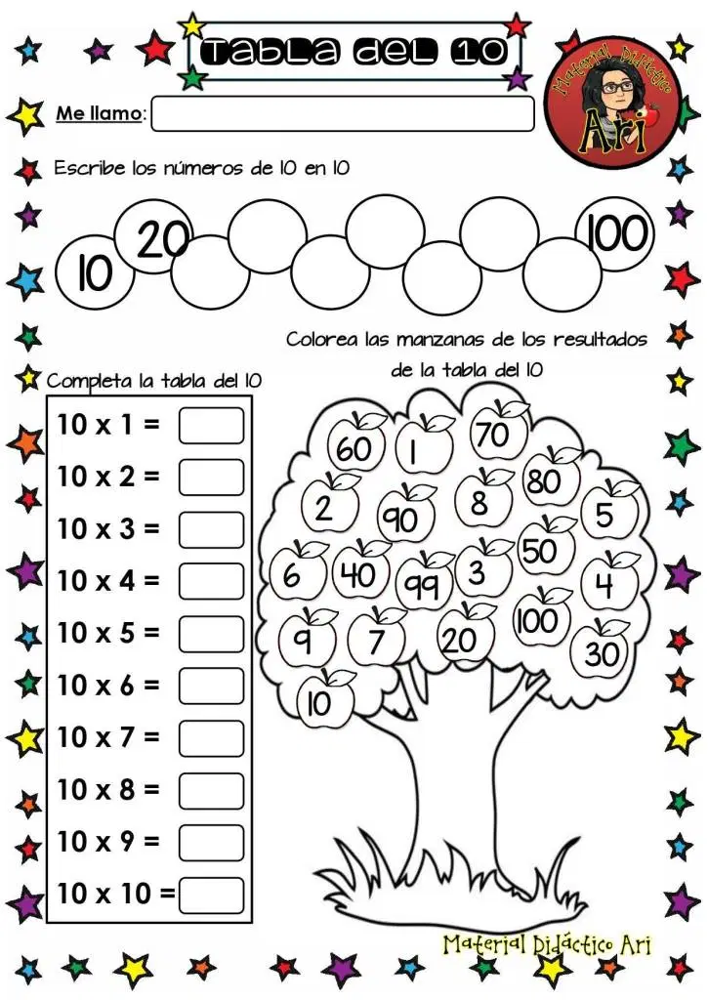 Tabla del 10
Material Didáctico
Ari
Me llamo:
Escribe los números de 10 en 10
10 20 100
Colorea las manzanas de los resultados
de la tabla del 10
Completa la tabla del 10
10 x 1 =
10 x 2 =
10 x 3 =
10 x 4 =
10 x 5 =
10 x 6 =
10 x 7 =
10 x 8 =
10 x 9 =
10 x 10 =
60 1 70
2 90 8 80 5
6 40 99 3 50 4
9 7 20 100 30
10
Material Didáctico Ari